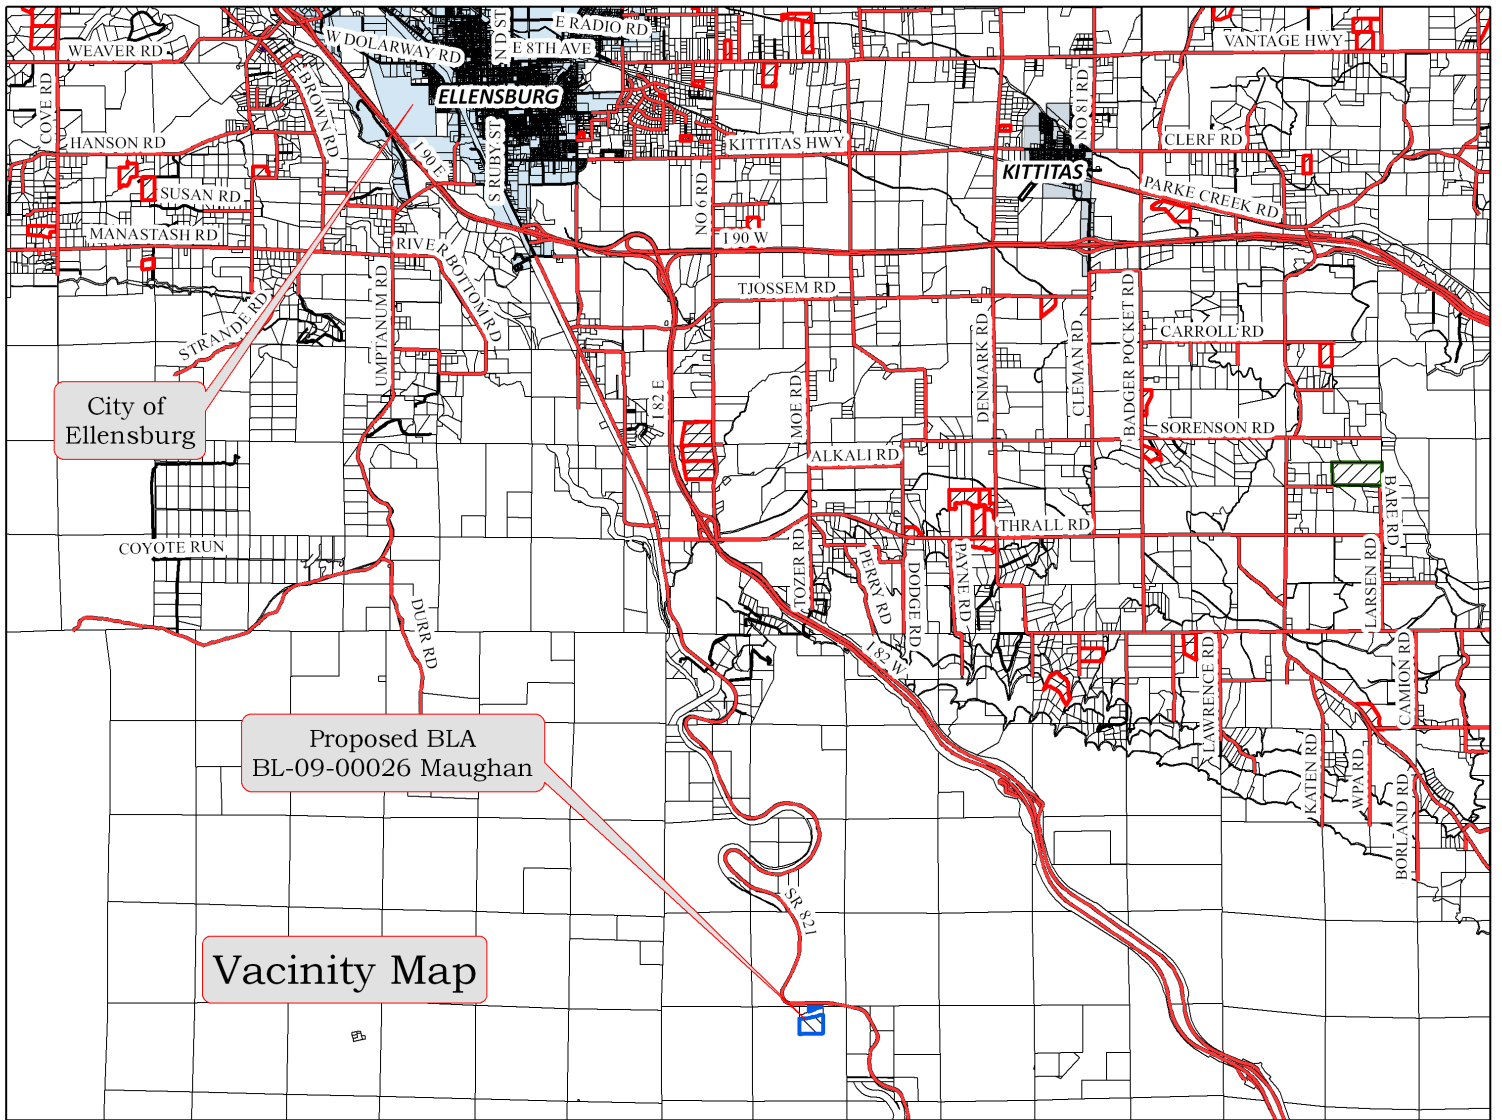 W DOLARWAY RD
N D ST
E RADIO RD
E 8TH AVE
VANTAGE HWY
WEAVER RD
COVE RD
BROWN RD
ELLENSBURG
NO 81 RD
HANSON RD
I 90 E
S RUBY ST
KITTITAS HWY
CLERF RD
KITTITAS
SUSAN RD
NO 6 RD
PARKE CREEK RD
MANASTASH RD
RIVER BOTTOM RD
I 90 W
UMPTANUM RD
TJOSSEM RD
STRANDE RD
DENMARK RD
CLEMAN RD
BADGER POCKET RD
CARROLL RD
City of
Ellensburg
I 82 E
MOE RD
SORENSON RD
ALKALI RD
BARE RD
THRALL RD
COYOTE RUN
TOZER RD
PERRY RD
DODGE RD
PAYNE RD
LARSEN RD
DURR RD
I 82 W
LAWRENCE RD
CAMION RD
Proposed BLA
BL-09-00026 Maughan
KATEN RD
WPA RD
BORLAND RD
SR 821
Vacinity Map